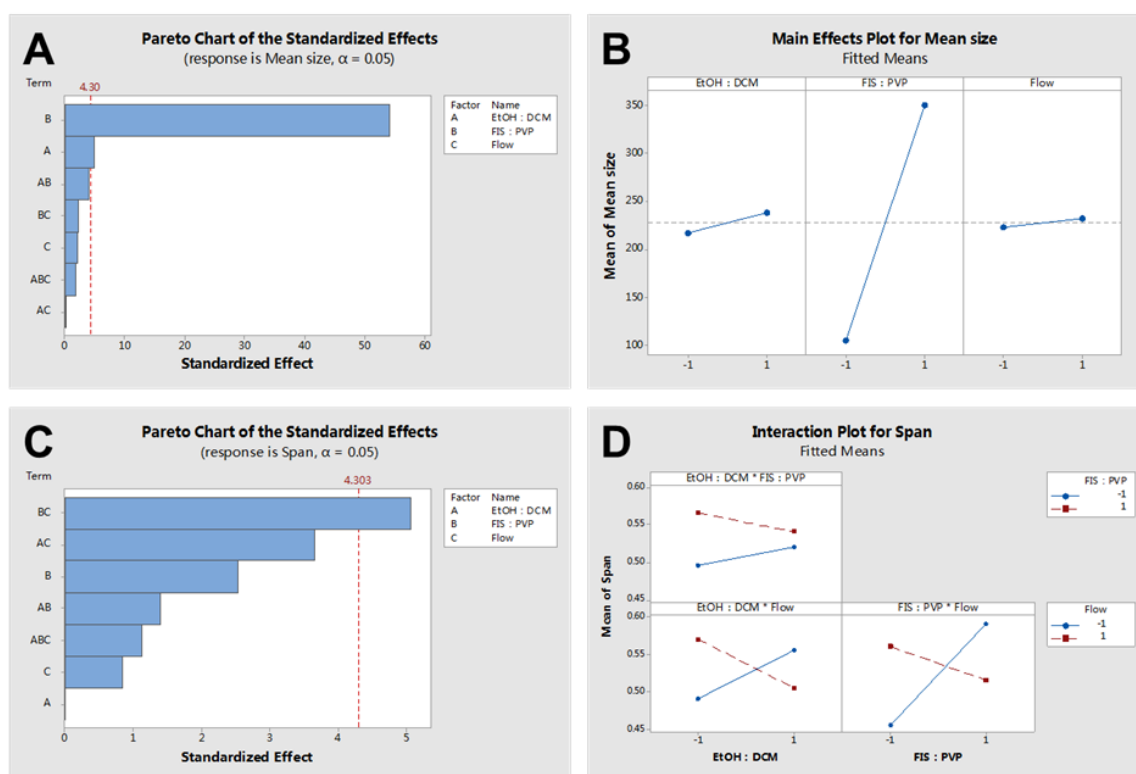 A
Pareto Chart of the Standardized Effects
(response is Mean size, α = 0.05)
Term
4.30
B
A
AB
BC
C
ABC
AC
0 10 20 30 40 50 60
Standardized Effect
Factor Name
A EtOH : DCM
B FIS : PVP
C Flow
B
Main Effects Plot for Mean size
Fitted Means
EtOH : DCM FIS : PVP Flow
Mean of Mean size
350
300
250
200
150
100
-1 1 -1 1 -1 1
C
Pareto Chart of the Standardized Effects
(response is Span, α = 0.05)
Term
4.303
BC
AC
B
AB
ABC
C
A
0 1 2 3 4 5
Standardized Effect
Factor Name
A EtOH : DCM
B FIS : PVP
C Flow
D
Interaction Plot for Span
Fitted Means
EtOH : DCM * FIS : PVP
0.60
0.55
0.50
0.45
FIS : PVP
-1
1
Mean of Span
EtOH : DCM * Flow FIS : PVP * Flow
0.60
0.55
0.50
0.45
Flow
-1
1
-1 1 -1 1
EtOH : DCM FIS : PVP